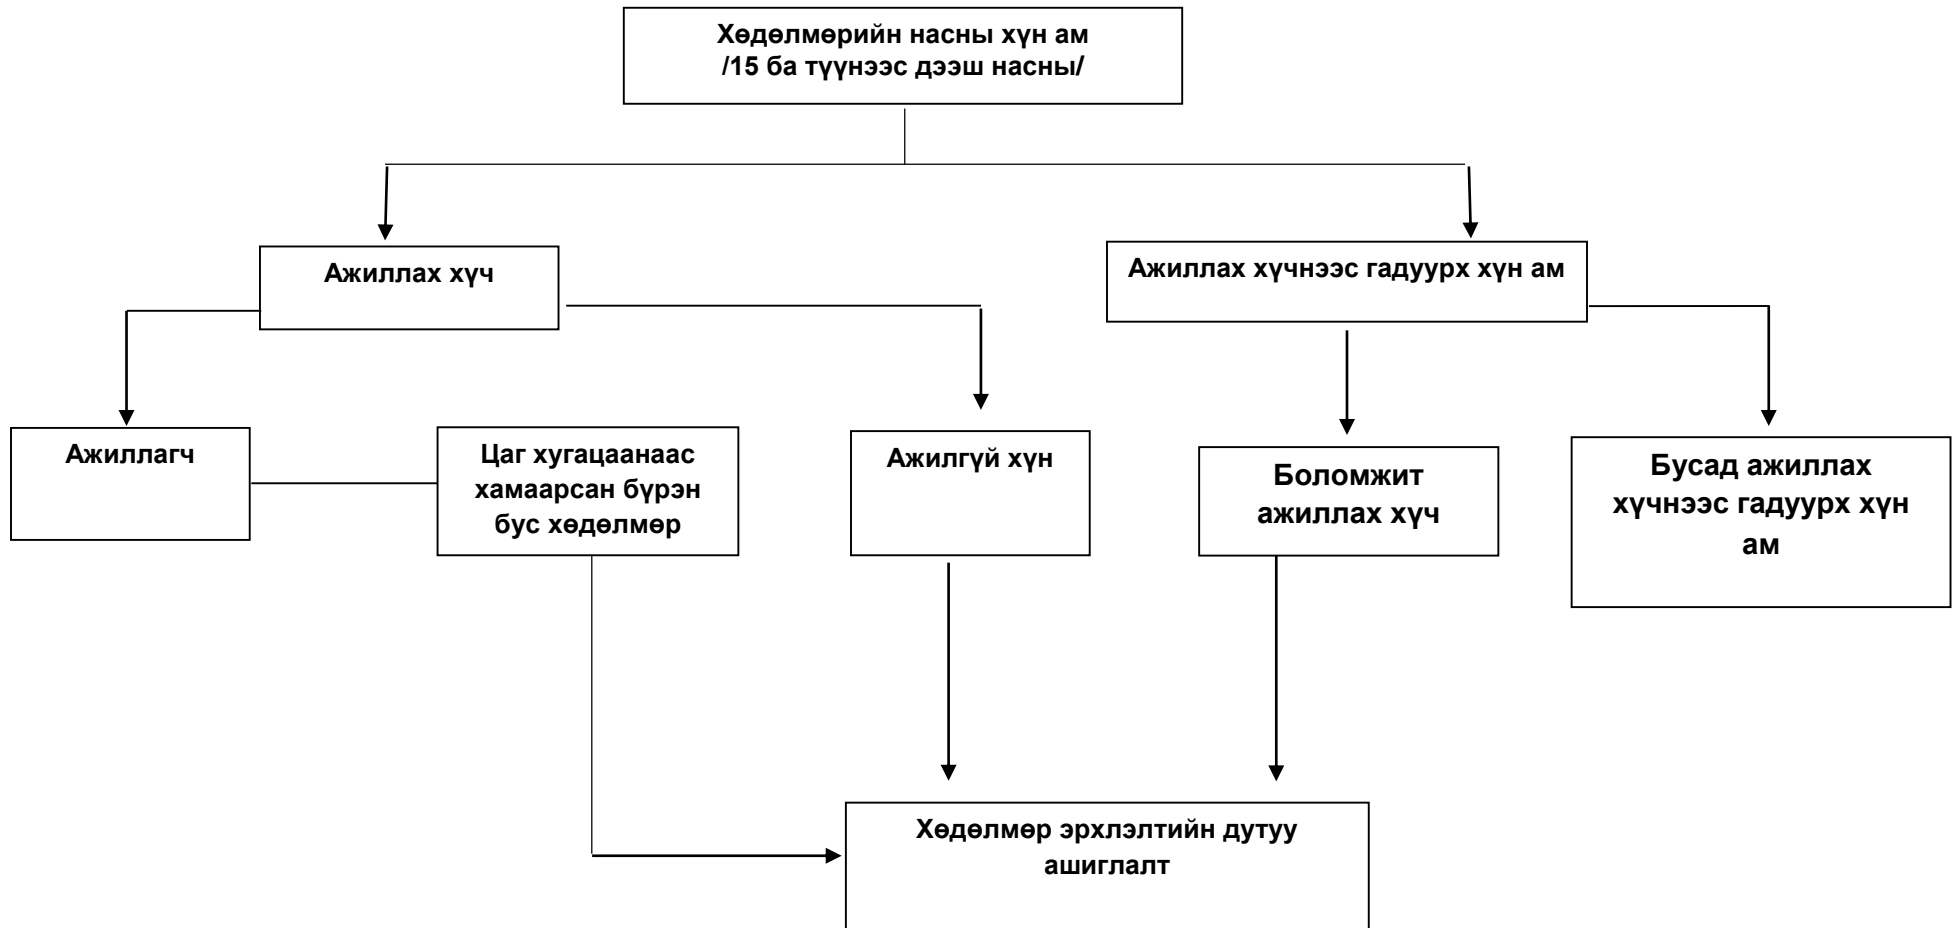 Хөдөлмөрийн насны хүн ам
/15 ба түүнээс дээш насны/
Ажиллах хүч
Ажиллах хүчнээс гадуурх хүн ам
Ажиллагч
Цаг хугацаанаас
хамаарсан бүрэн
бус хөдөлмөр
Ажилгүй хүн
Боломжит
ажиллах хүч
Бусад ажиллах
хүчнээс гадуурх хүн
ам
Хөдөлмөр эрхлэлтийн дутуу
ашиглалт